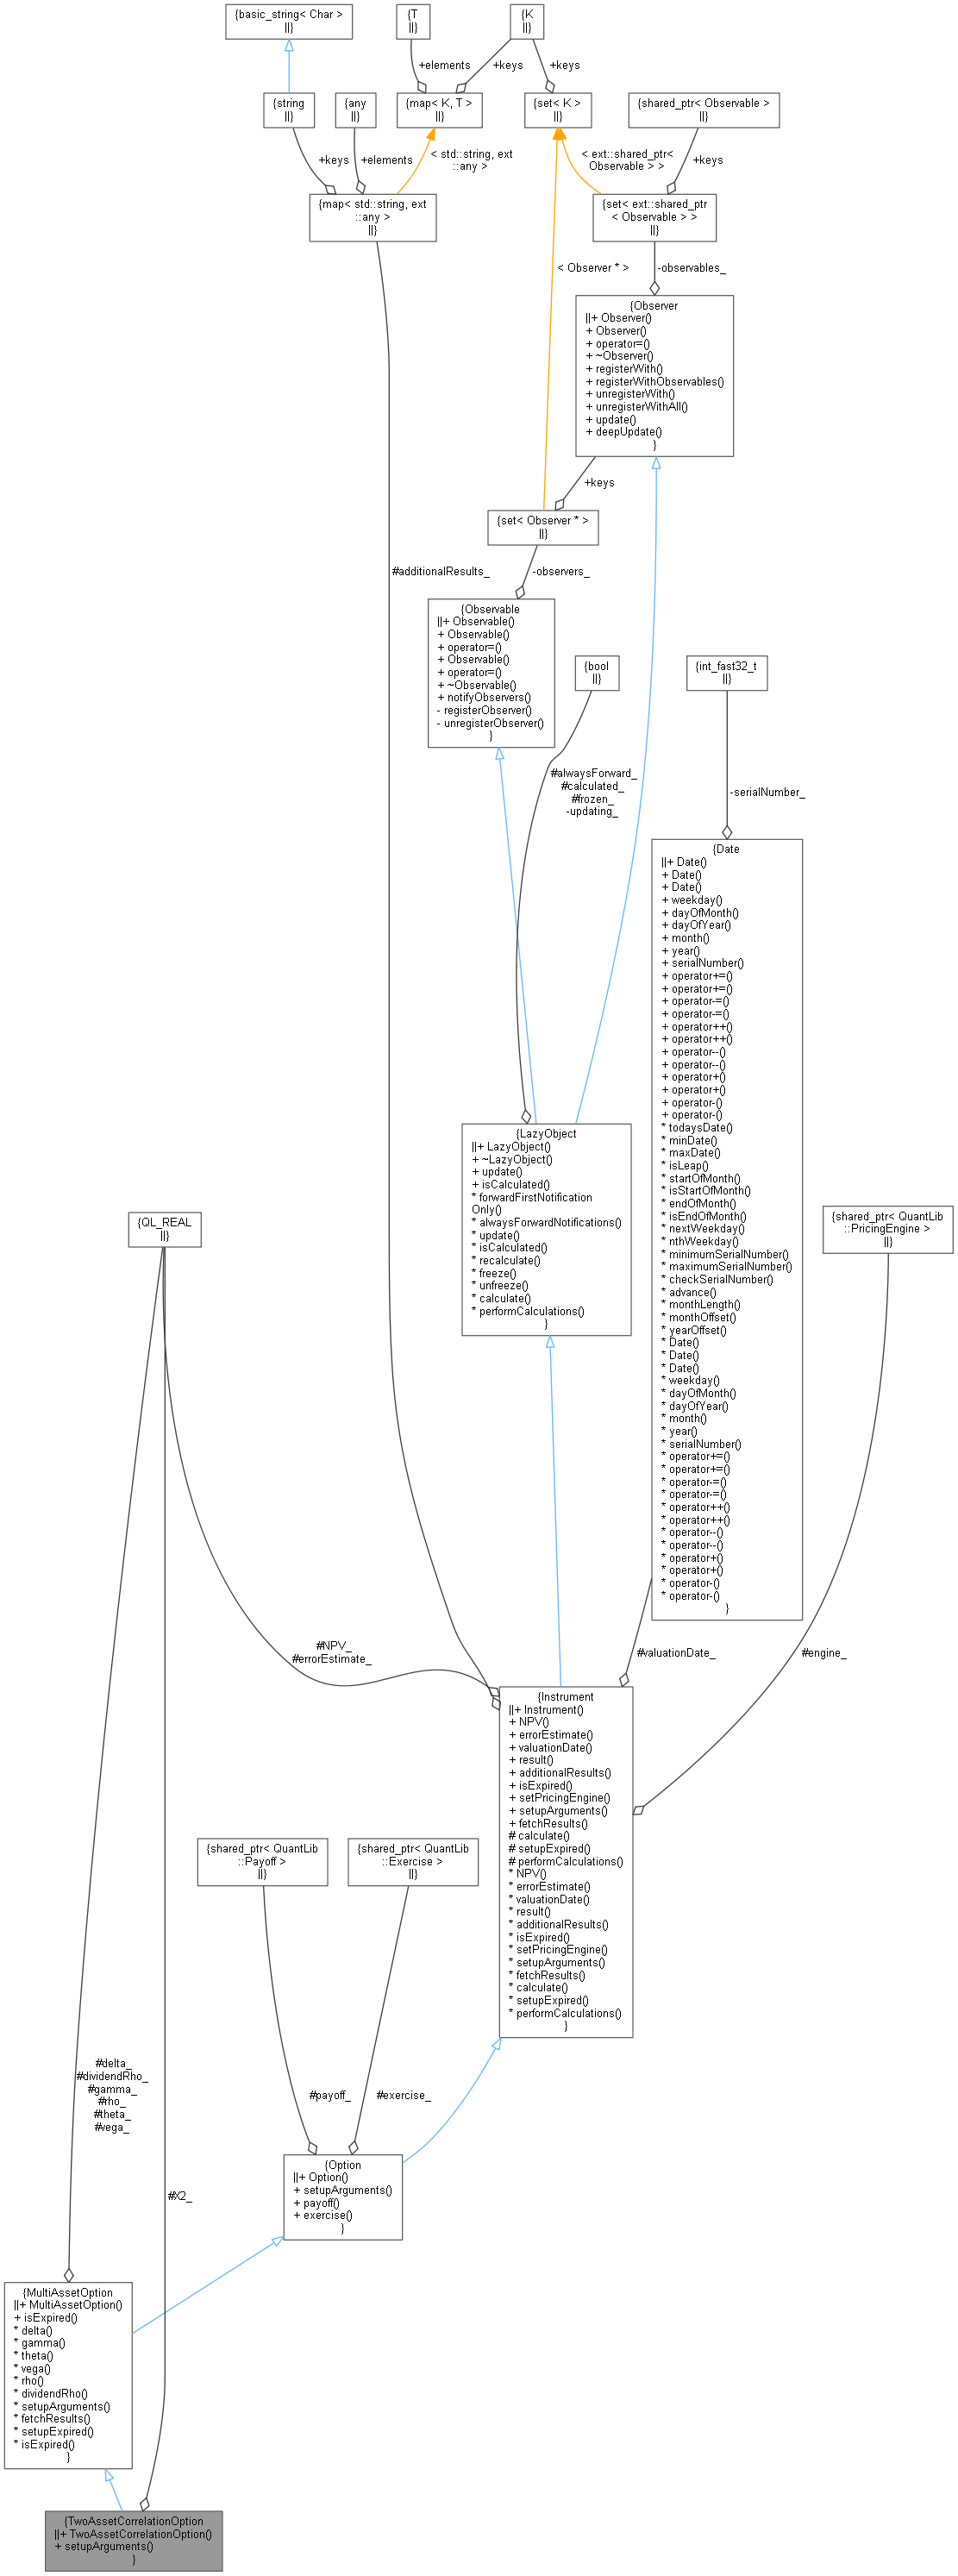 {basic_string< Char >
||}
{T
||}
{K
||}
+elements
+keys
+keys
{string
||}
{any
||}
{map< K, T >
||}
{set< K >
||}
{shared_ptr< Observable >
||}
+keys
+elements
< std::string, ext
::any >
< ext::shared_ptr<
Observable > >
+keys
{map< std::string, ext
::any >
||}
{set< ext::shared_ptr
< Observable > >
||}
< Observer * >
-observables_
{Observer
||+ Observer()
+ Observer()
+ operator=()
+ ~Observer()
+ registerWith()
+ registerWithObservables()
+ unregisterWith()
+ unregisterWithAll()
+ update()
+ deepUpdate()
}
+keys
{set< Observer * >
||}
#additionalResults_
-observers_
{Observable
||+ Observable()
+ Observable()
+ operator=()
+ Observable()
+ operator=()
+ ~Observable()
+ notifyObservers()
- registerObserver()
- unregisterObserver()
}
{bool
||}
{int_fast32_t
||}
#alwaysForward_
#calculated_
#frozen_
-updating_
-serialNumber_
{Date
||+ Date()
+ Date()
+ Date()
+ weekday()
+ dayOfMonth()
+ dayOfYear()
+ month()
+ year()
+ serialNumber()
+ operator+=()
+ operator+=()
+ operator-=()
+ operator-=()
+ operator++()
+ operator++()
+ operator--()
+ operator--()
+ operator+()
+ operator+()
+ operator-()
+ operator-()
* todaysDate()
* minDate()
* maxDate()
* isLeap()
* startOfMonth()
* isStartOfMonth()
* endOfMonth()
* isEndOfMonth()
* nextWeekday()
* nthWeekday()
* minimumSerialNumber()
* maximumSerialNumber()
* checkSerialNumber()
* advance()
* monthLength()
* monthOffset()
* yearOffset()
* Date()
* Date()
* Date()
* weekday()
* dayOfMonth()
* dayOfYear()
* month()
* year()
* serialNumber()
* operator+=()
* operator+=()
* operator-=()
* operator-=()
* operator++()
* operator++()
* operator--()
* operator--()
* operator+()
* operator+()
* operator-()
* operator-()
}
{LazyObject
||+ LazyObject()
+ ~LazyObject()
+ update()
+ isCalculated()
* forwardFirstNotification
Only()
* alwaysForwardNotifications()
* update()
* isCalculated()
* recalculate()
* freeze()
* unfreeze()
* calculate()
* performCalculations()
}
{QL_REAL
||}
{shared_ptr< QuantLib
::PricingEngine >
||}
#NPV_
#errorEstimate_
#valuationDate_
#engine_
{Instrument
||+ Instrument()
+ NPV()
+ errorEstimate()
+ valuationDate()
+ result()
+ additionalResults()
+ isExpired()
+ setPricingEngine()
+ setupArguments()
+ fetchResults()
# calculate()
# setupExpired()
# performCalculations()
* NPV()
* errorEstimate()
* valuationDate()
* result()
* additionalResults()
* isExpired()
* setPricingEngine()
* setupArguments()
* fetchResults()
* calculate()
* setupExpired()
* performCalculations()
}
{shared_ptr< QuantLib
::Payoff >
||}
{shared_ptr< QuantLib
::Exercise >
||}
#delta_
#dividendRho_
#gamma_
#rho_
#theta_
#vega_
#payoff_
#exercise_
{Option
||+ Option()
+ setupArguments()
+ payoff()
+ exercise()
}
#X2_
{MultiAssetOption
||+ MultiAssetOption()
+ isExpired()
* delta()
* gamma()
* theta()
* vega()
* rho()
* dividendRho()
* setupArguments()
* fetchResults()
* setupExpired()
* isExpired()
}
{TwoAssetCorrelationOption
||+ TwoAssetCorrelationOption()
+ setupArguments()
}